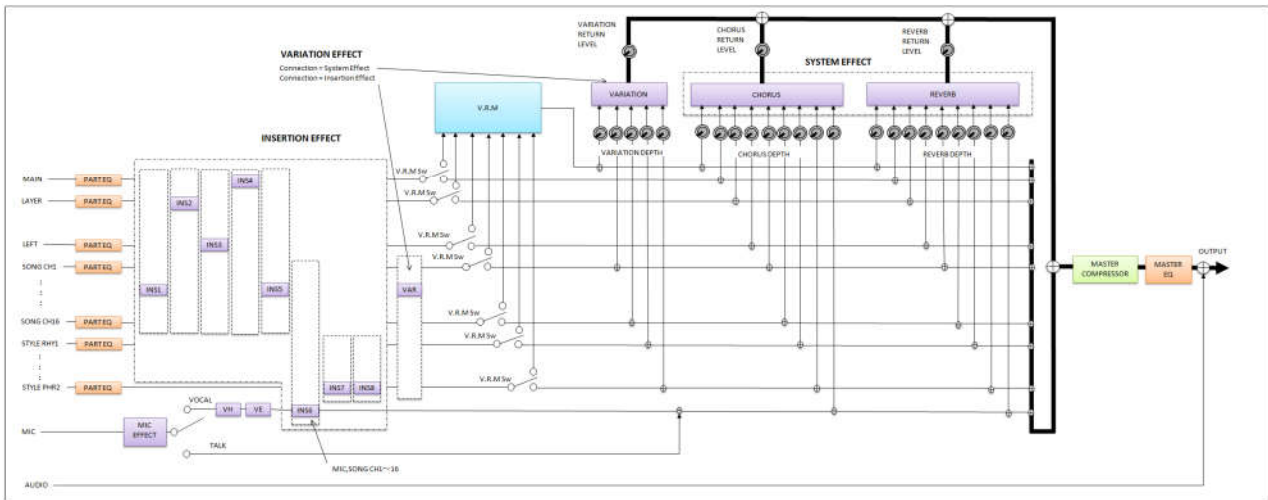 VARIATION
RETURN
LEVEL
CHORUS
RETURN
LEVEL
REVERB
RETURN
LEVEL
VARIATION EFFECT
Connection = System Effect
Connection = Insertion Effect
SYSTEM EFFECT
V.R.M
VARIATION
CHORUS
REVERB
INSERTION EFFECT
VARIATION DEPTH
CHORUS DEPTH
REVERB DEPTH
MAIN
PART EQ
INS4
V.R.M Sw
LAYER
PART EQ
INS2
V.R.M Sw
LEFT
PART EQ
INS3
V.R.M Sw
SONG CH1
PART EQ
V.R.M Sw
INS1
INS5
VAR
OUTPUT
MASTER
COMPRESSOR
MASTER
EQ
SONG CH16
PART EQ
V.R.M Sw
STYLE RHY1
PART EQ
V.R.M Sw
STYLE PHR2
PART EQ
INS7
INS8
V.R.M Sw
VOCAL
VH
VE
INS6
MIC
MIC
EFFECT
TALK
MIC,SONG CH1~16
AUDIO